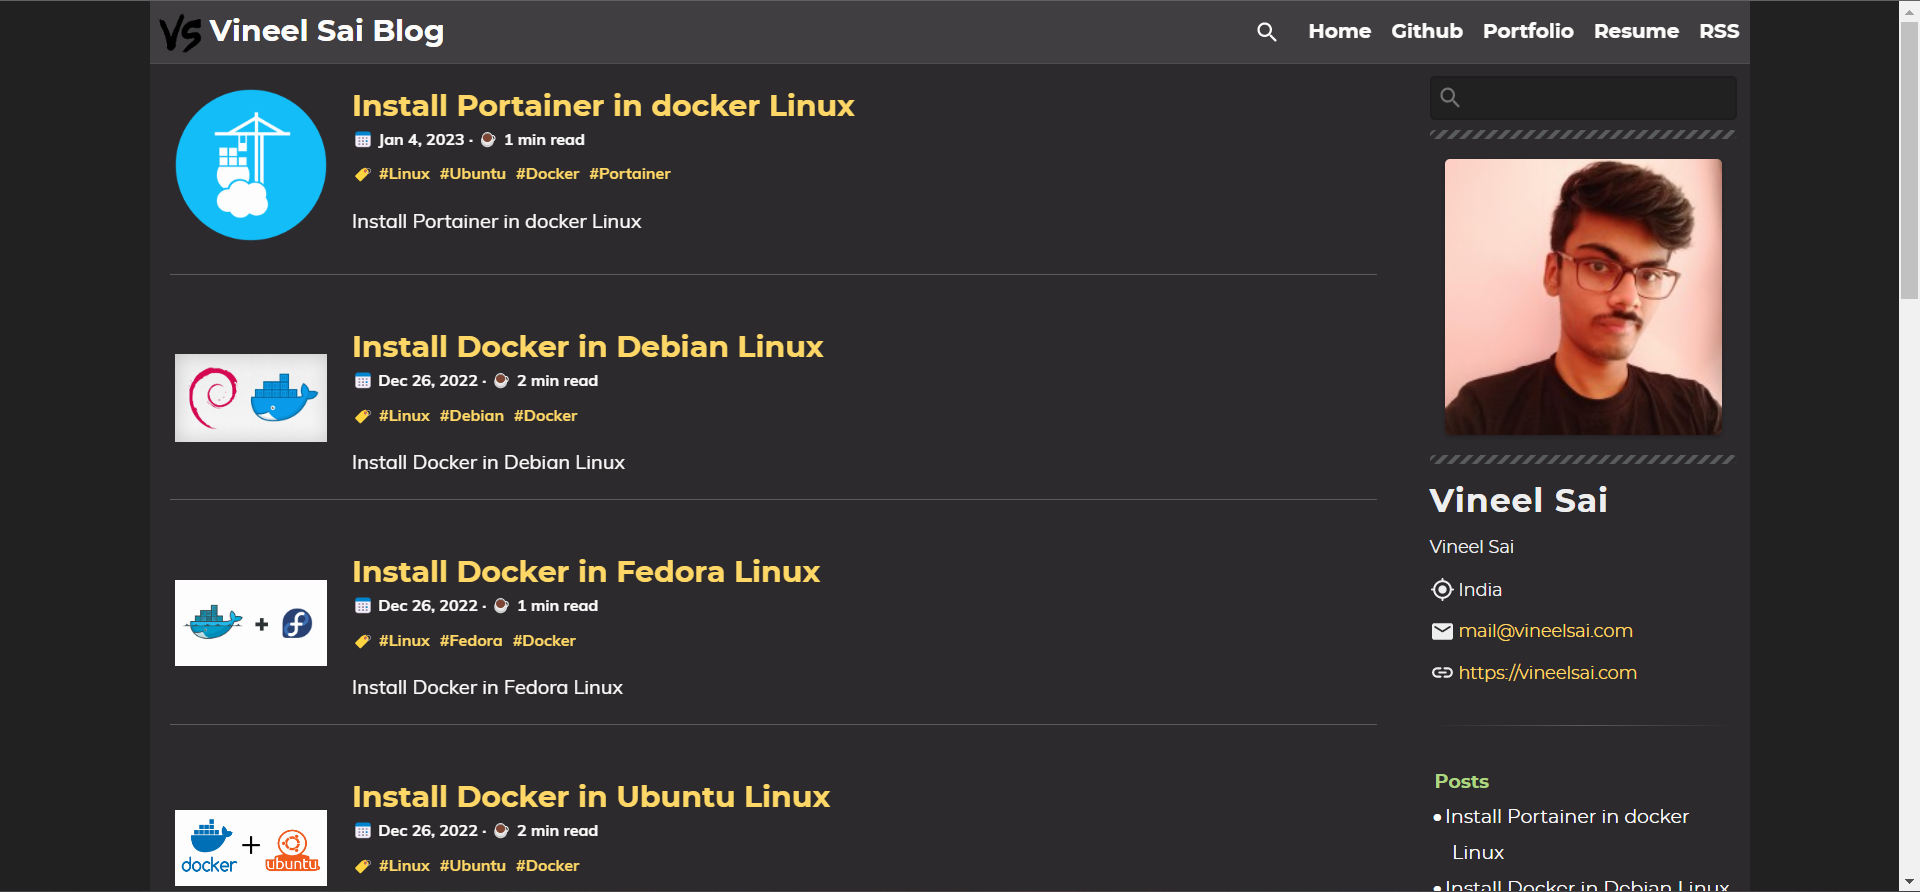 VS Vineel Sai Blog
Home Github Portfolio Resume RSS
Install Portainer in docker Linux
Jan 4, 2023 · 1 min read
#Linux #Ubuntu #Docker #Portainer
Install Portainer in docker Linux
Install Docker in Debian Linux
Dec 26, 2022 · 2 min read
#Linux #Debian #Docker
Install Docker in Debian Linux
Install Docker in Fedora Linux
Dec 26, 2022 · 1 min read
#Linux #Fedora #Docker
Install Docker in Fedora Linux
+
Install Docker in Ubuntu Linux
Dec 26, 2022 · 2 min read
#Linux #Ubuntu #Docker
docker + ubuntu
Vineel Sai
Vineel Sai
India
mail@vineelsai.com
https://vineelsai.com
Posts
Install Portainer in docker
Linux
Install Docker in Debian Linux